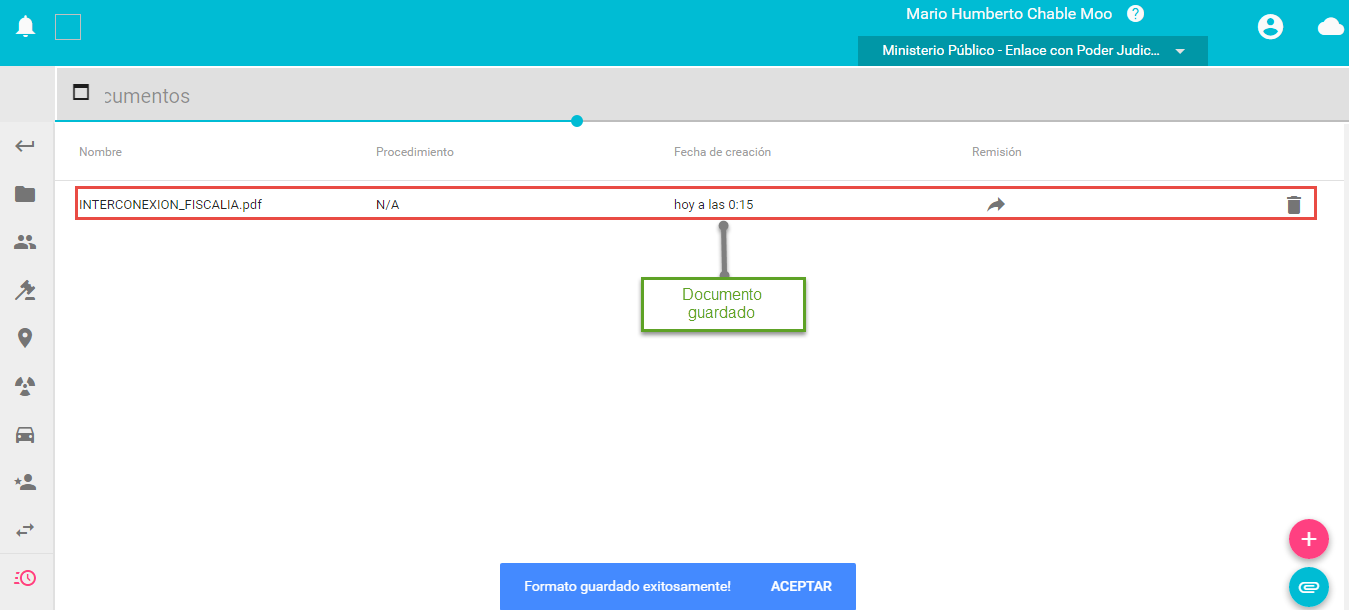 Mario Humberto Chable Moo ?
Ministerio Público - Enlace con Poder Judic...
cumentos
Nombre Procedimiento Fecha de creación Remisión
INTERCONEXION_FISCALIA.pdf N/A hoy a las 0:15
Documento
guardado
Formato guardado exitosamente! ACEPTAR